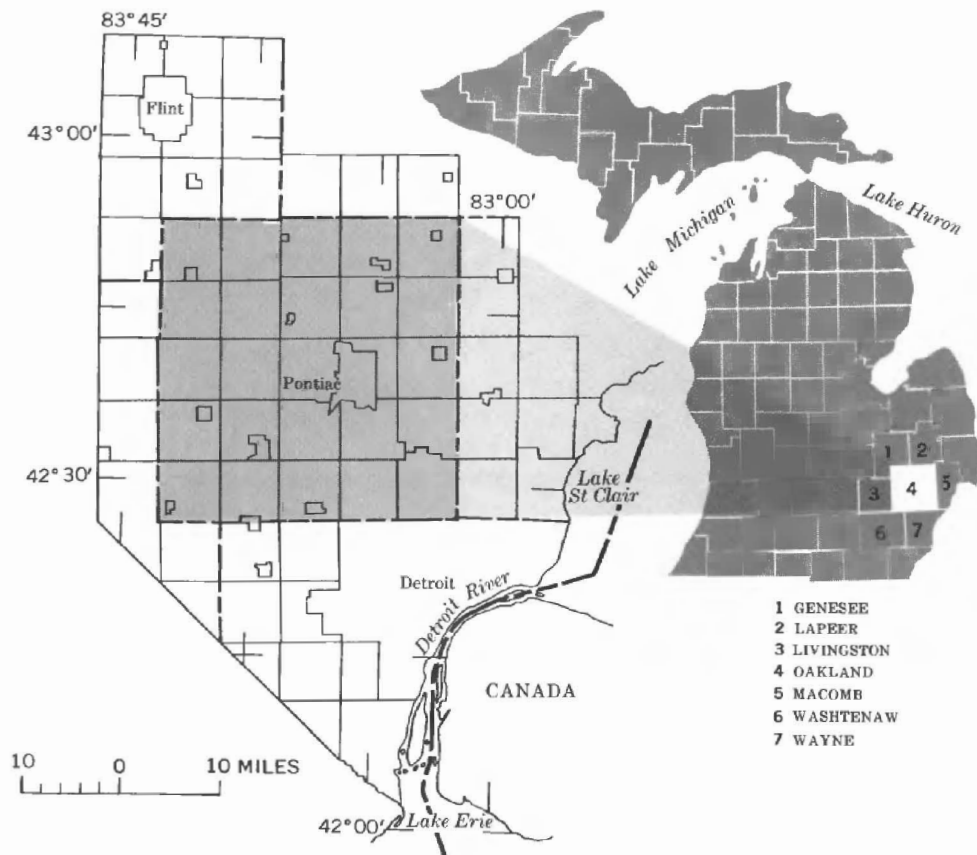 83°45'
Flint
43°00'
83°00'
Lake Michigan
Lake Huron
Pontiac
42°30'
Lake
St Clair
1 2
3 4 5
6 7
Detroit
Detroit River
1 GENESEE
2 LAPEER
3 LIVINGSTON
4 OAKLAND
5 MACOMB
6 WASHTENAW
7 WAYNE
CANADA
10 0 10 MILES
42°00'
Lake Erie